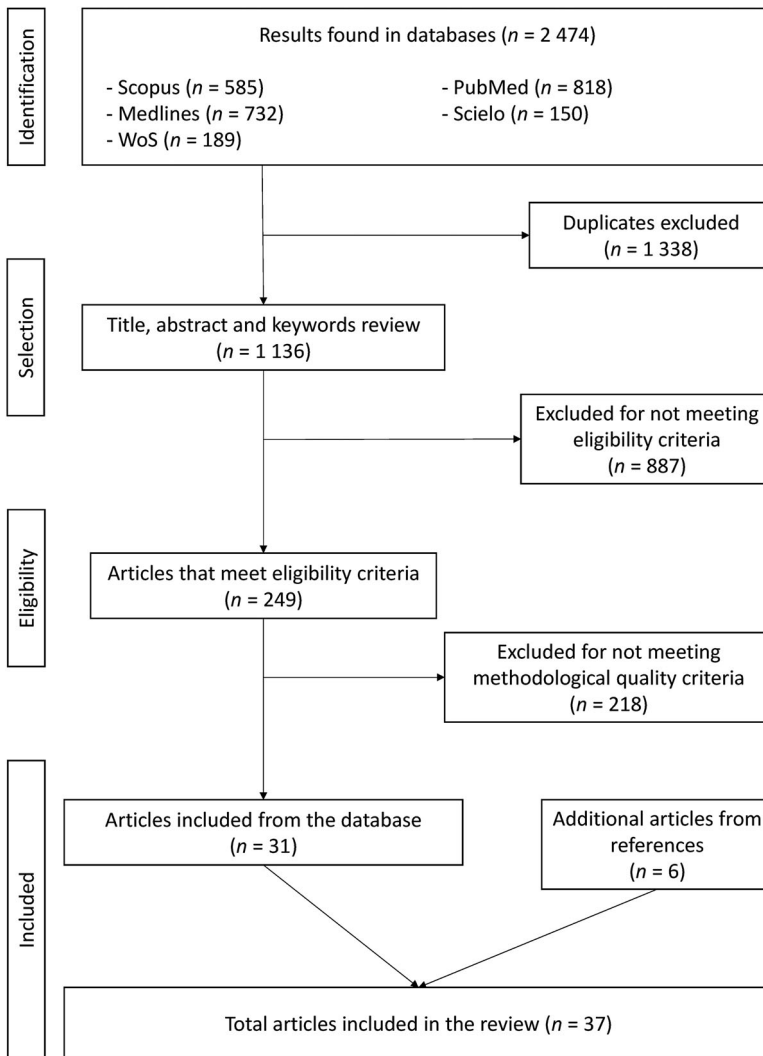 Identification
Results found in databases (n = 2 474)
- Scopus (n = 585)
- PubMed (n = 818)
- Medlines (n = 732)
- Scielo (n = 150)
- WoS (n = 189)
Duplicates excluded
(n = 1 338)
Selection
Title, abstract and keywords review
(n = 1 136)
Excluded for not meeting
eligibility criteria
(n = 887)
Eligibility
Articles that meet eligibility criteria
(n = 249)
Excluded for not meeting
methodological quality criteria
(n = 218)
Included
Articles included from the database
(n = 31)
Additional articles from
references
(n = 6)
Total articles included in the review (n = 37)